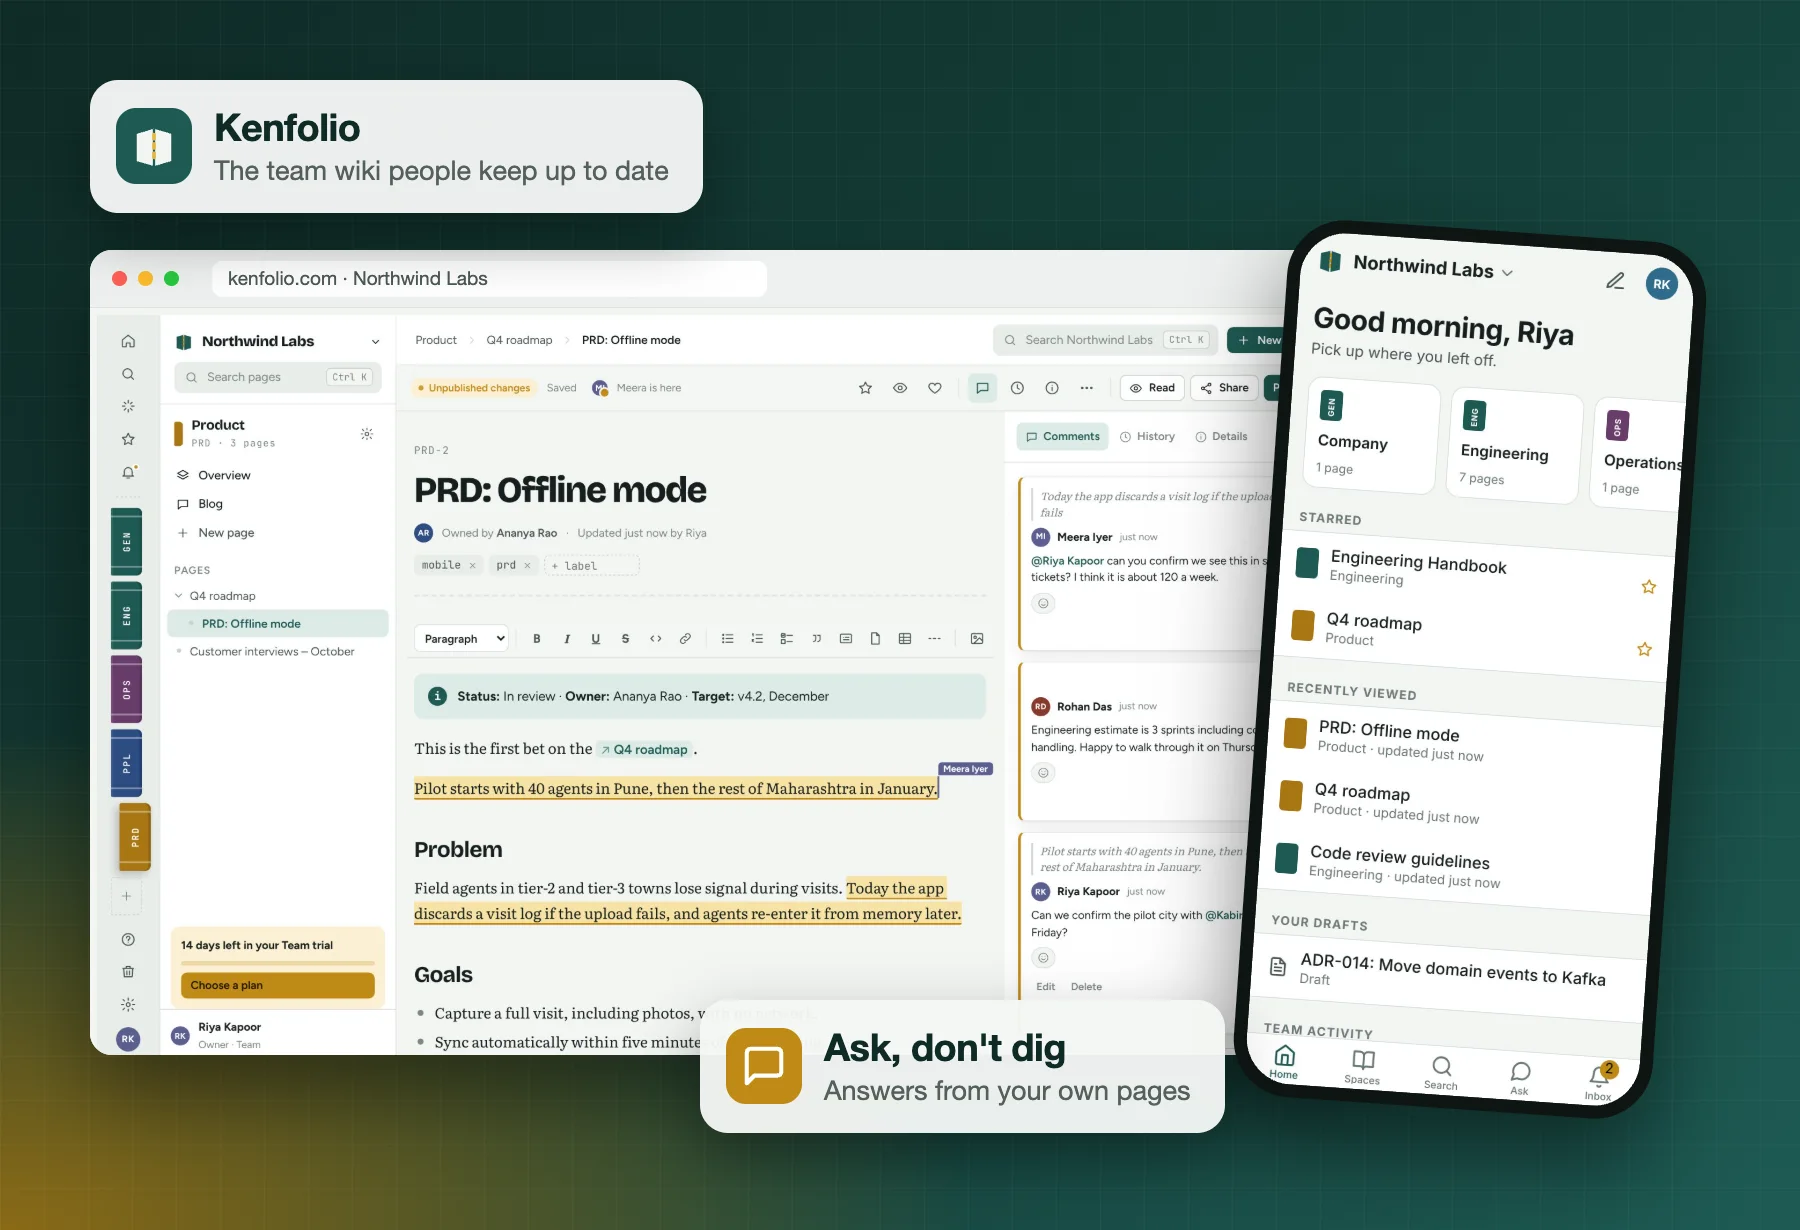 Kenfolio
The team wiki people keep up to date
kenfolio.com · Northwind Labs
Northwind Labs
Search pages
Ctrl K
Product
PRD · 3 pages
Overview
Blog
New page
PAGES
Q4 roadmap
PRD: Offline mode
Customer interviews – October
GEN
ENG
OPS
PPL
PRD
14 days left in your Team trial
Choose a plan
RK
RK
Riya Kapoor
Owner · Team
Product
Q4 roadmap
PRD: Offline mode
Search Northwind Labs
Ctrl K
New
Unpublished changes
Saved
Meera is here
Read
Share
PRD-2
PRD: Offline mode
AR
Owned by Ananya Rao · Updated just now by Riya
mobile ×
prd ×
+ label
Paragraph
B I U S
Status: In review · Owner: Ananya Rao · Target: v4.2, December
This is the first bet on the ↗ Q4 roadmap .
Meera Iyer
Pilot starts with 40 agents in Pune, then the rest of Maharashtra in January.
Problem
Field agents in tier-2 and tier-3 towns lose signal during visits. Today the app
discards a visit log if the upload fails, and agents re-enter it from memory later.
Goals
Capture a full visit, including photos,
Sync automatically within five minute
Comments
History
Details
Today the app discards a visit log if the upload
fails
MI
Meera Iyer just now
@Riya Kapoor can you confirm we see this in
tickets? I think it is about 120 a week.
RD
Rohan Das just now
Engineering estimate is 3 sprints including
handling. Happy to walk through it on
Pilot starts with 40 agents in Pune, then
rest of Maharashtra in January.
RK
Riya Kapoor just now
Can we confirm the pilot city with
Friday?
Edit
Delete
Ask, don't dig
Answers from your own pages
Northwind Labs
RK
Good morning, Riya
Pick up where you left off.
GEN
Company
1 page
ENG
Engineering
7 pages
OPS
Operations
1 page
STARRED
Engineering Handbook
Engineering
Q4 roadmap
Product
RECENTLY VIEWED
PRD: Offline mode
Product · updated just now
Q4 roadmap
Product · updated just now
Code review guidelines
Engineering · updated just now
YOUR DRAFTS
ADR-014: Move domain events to Kafka
Draft
TEAM ACTIVITY
Home
Spaces
Search
Ask
2
Inbox